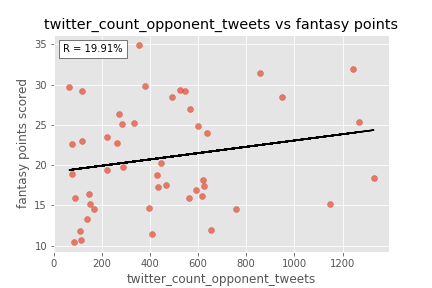 twitter_count_opponent_tweets vs fantasy points
R = 19.91%
fantasy points scored
35
30
25
20
15
10
0 200 400 600 800 1000 1200
twitter_count_opponent_tweets